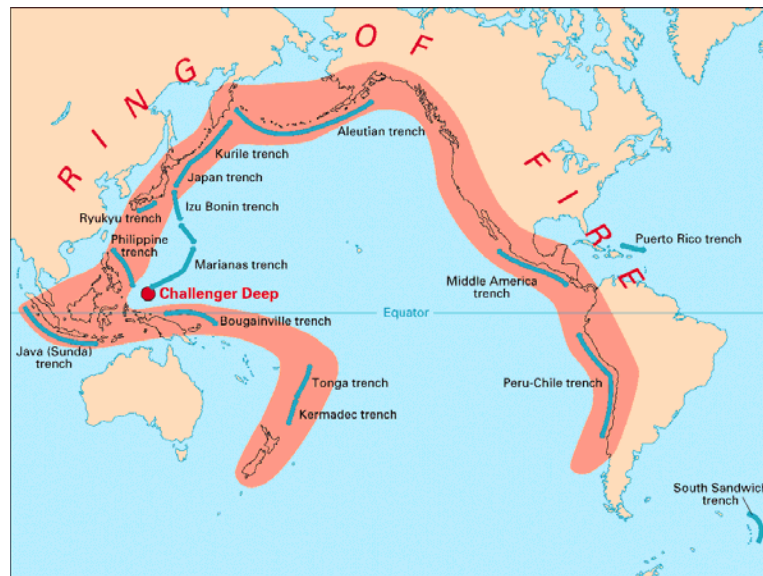 RING OF FIRE
Aleutian trench
Kurile trench
Japan trench
Izu Bonin trench
Ryukyu trench
Philippine
trench
Marianas trench
Challenger Deep
Bougainville trench
Equator
Java (Sunda)
trench
Tonga trench
Kermadec trench
Puerto Rico trench
Middle America
trench
Peru-Chile trench
South Sandwich
trench